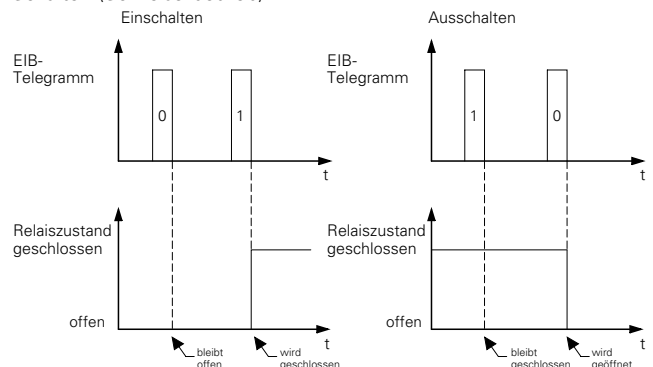 Einschalten
Ausschalten
EIB-
Telegramm
0
1
t
EIB-
Telegramm
1
0
t
Relaiszustand
geschlossen
offen
bleibt
offen
wird
geschlossen
t
Relaiszustand
geschlossen
offen
bleibt
geschlossen
wird
geöffnet
t